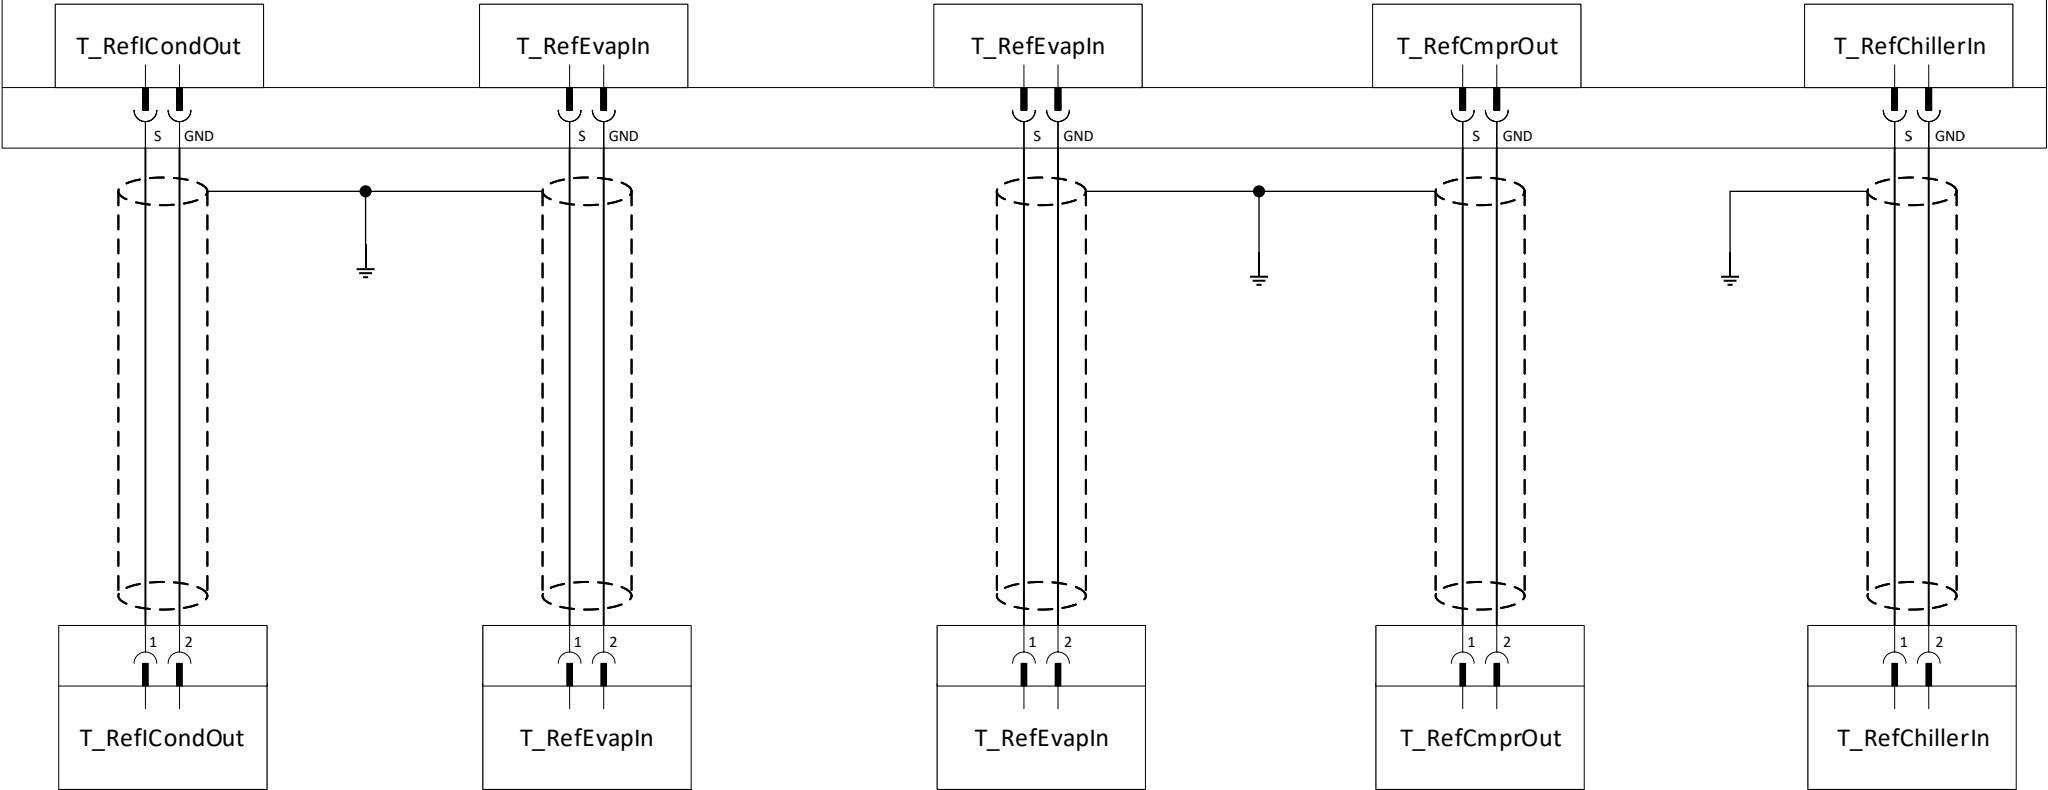 T_RefICondOut
T_RefEvapIn
T_RefEvapIn
T_RefCmprOut
T_RefChillerIn
S GND
S GND
S GND
S GND
S GND
1 2
1 2
1 2
1 2
1 2
T_RefICondOut
T_RefEvapIn
T_RefEvapIn
T_RefCmprOut
T_RefChillerIn